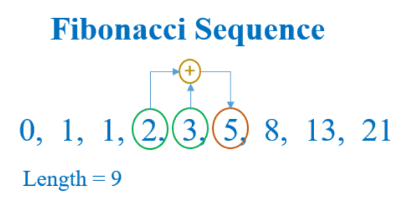 Fibonacci Sequence
+
0, 1, 1, 2, 3, 5, 8, 13, 21
Length = 9